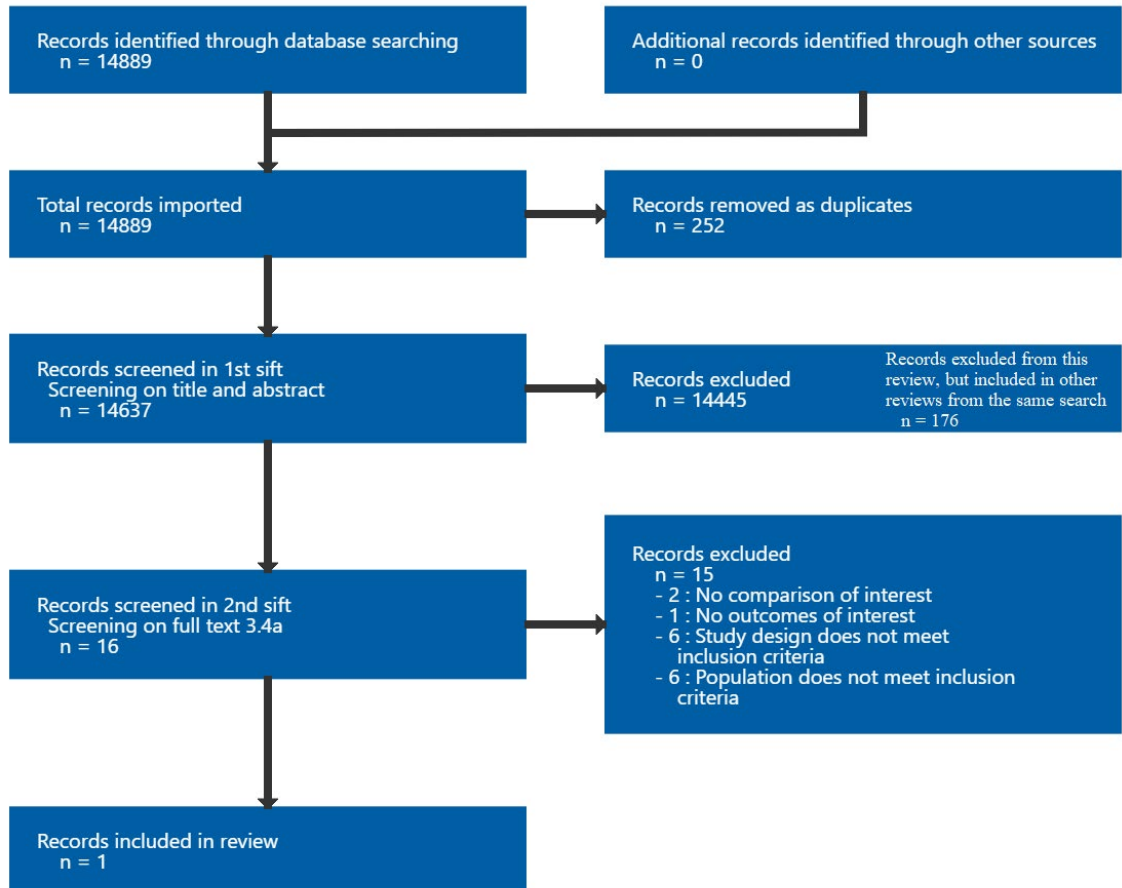 Records identified through database searching
n = 14889
Additional records identified through other sources
n = 0
Total records imported
n = 14889
Records removed as duplicates
n = 252
Records screened in 1st sift
Screening on title and abstract
n = 14637
Records excluded
n = 14445
Records excluded from this
review, but included in other
reviews from the same search
n = 176
Records screened in 2nd sift
Screening on full text 3.4a
n = 16
Records excluded
n = 15
- 2 : No comparison of interest
- 1 : No outcomes of interest
- 6 : Study design does not meet
inclusion criteria
- 6 : Population does not meet inclusion
criteria
Records included in review
n = 1